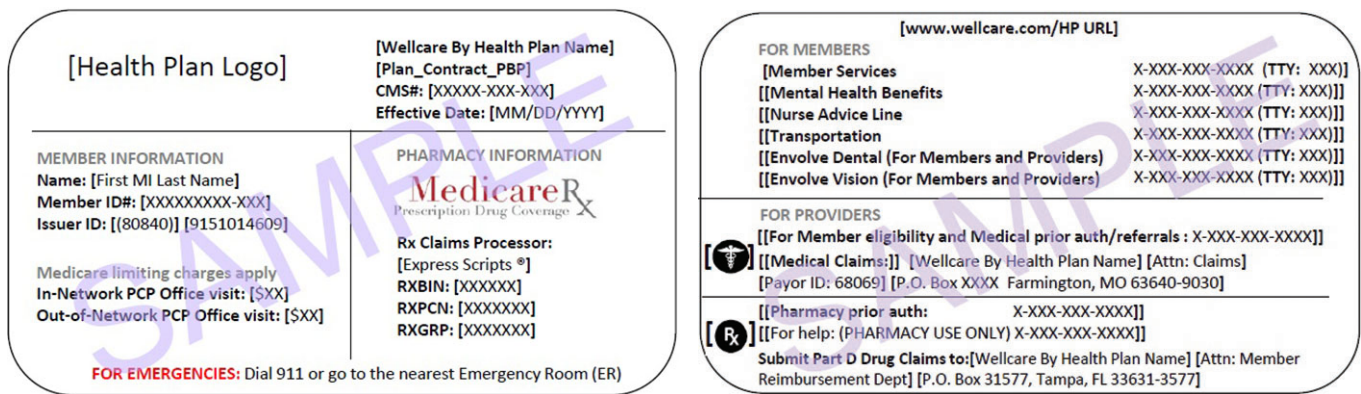 [Health Plan Logo]
[Wellcare By Health Plan Name]
[Plan_Contract_PBP]
CMS#: [XXXXX-XXX-XXX]
Effective Date: [MM/DD/YYYY]
MEMBER INFORMATION
Name: [First MI Last Name]
Member ID#: [XXXXXXXXX-XXX]
Issuer ID: [(80840)] [9151014609]
Medicare limiting charges apply
In-Network PCP Office visit: [$XX]
Out-of-Network PCP Office visit: [$XX]
PHARMACY INFORMATION
MedicareRx
Prescription Drug Coverage
Rx Claims Processor:
[Express Scripts ®]
RXBIN: [XXXXXX]
RXPCN: [XXXXXXX]
RXGRP: [XXXXXXX]
FOR EMERGENCIES: Dial 911 or go to the nearest Emergency Room (ER)
SAMPLE
[www.wellcare.com/HP URL]
FOR MEMBERS
[Member Services X-XXX-XXX-XXXX (TTY: XXX)]
[[Mental Health Benefits X-XXX-XXX-XXXX (TTY: XXX)]]
[[Nurse Advice Line X-XXX-XXX-XXXX (TTY: XXX)]]
[[Transportation X-XXX-XXX-XXXX (TTY: XXX)]]
[[Envolve Dental (For Members and Providers) X-XXX-XXX-XXXX (TTY: XXX)]]
[[Envolve Vision (For Members and Providers) X-XXX-XXX-XXXX (TTY: XXX)]]
FOR PROVIDERS
[[For Member eligibility and Medical prior auth/referrals : X-XXX-XXX-XXXX]]
[[Medical Claims:]] [Wellcare By Health Plan Name] [Attn: Claims]
[Payor ID: 68069] [P.O. Box XXXX Farmington, MO 63640-9030]
[[Pharmacy prior auth: X-XXX-XXX-XXXX]]
[Rx]
[[For help: (PHARMACY USE ONLY) X-XXX-XXX-XXXX]]
Submit Part D Drug Claims to:[Wellcare By Health Plan Name] [Attn: Member
Reimbursement Dept] [P.O. Box 31577, Tampa, FL 33631-3577]
SAMPLE